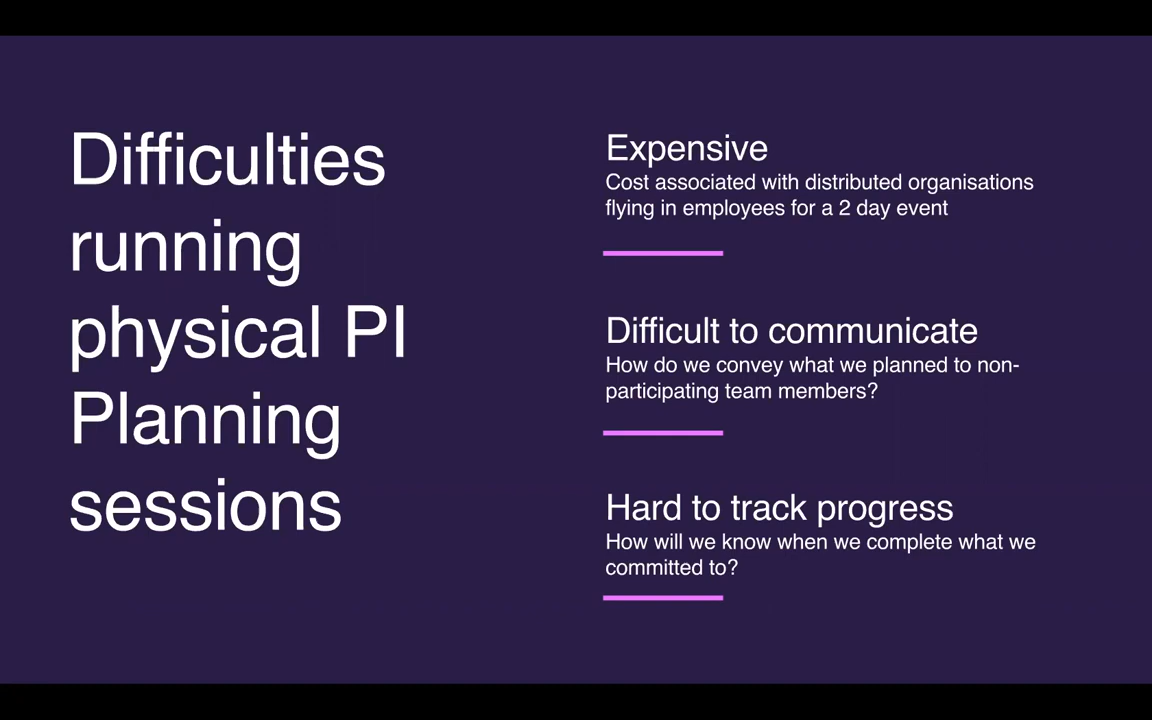 Difficulties
running
physical PI
Planning
sessions
Expensive
Cost associated with distributed organisations
flying in employees for a 2 day event
Difficult to communicate
How do we convey what we planned to non-
participating team members?
Hard to track progress
How will we know when we complete what we
committed to?